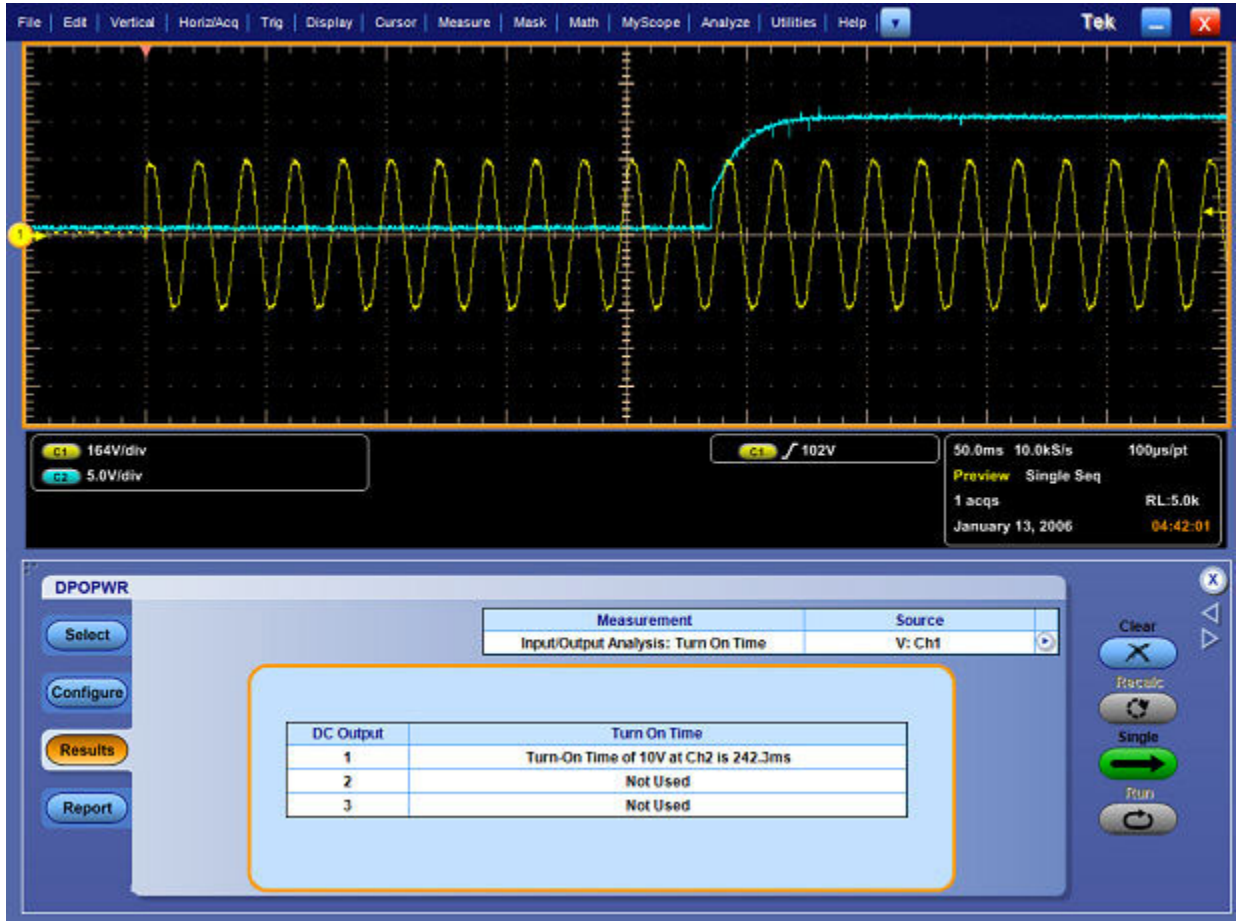 File | Edit | Vertical | Horiz/Acq | Trig | Display | Cursor | Measure | Mask | Math | MyScope | Analyze | Utilities | Help Tek X
1
C1 164V/div
C2 5.0V/div
C1 102V
50.0ms 10.0kS/s 100µs/pt
Preview Single Seq
1 acqs RL:5.0k
January 13, 2006 04:42:01
DPOPWR
X
Select
Configure
Results
Report
Measurement Source
Input/Output Analysis: Turn On Time V: Ch1
DC Output Turn On Time
1 Turn-On Time of 10V at Ch2 is 242.3ms
2 Not Used
3 Not Used
Clear
Recalc
Single
Run